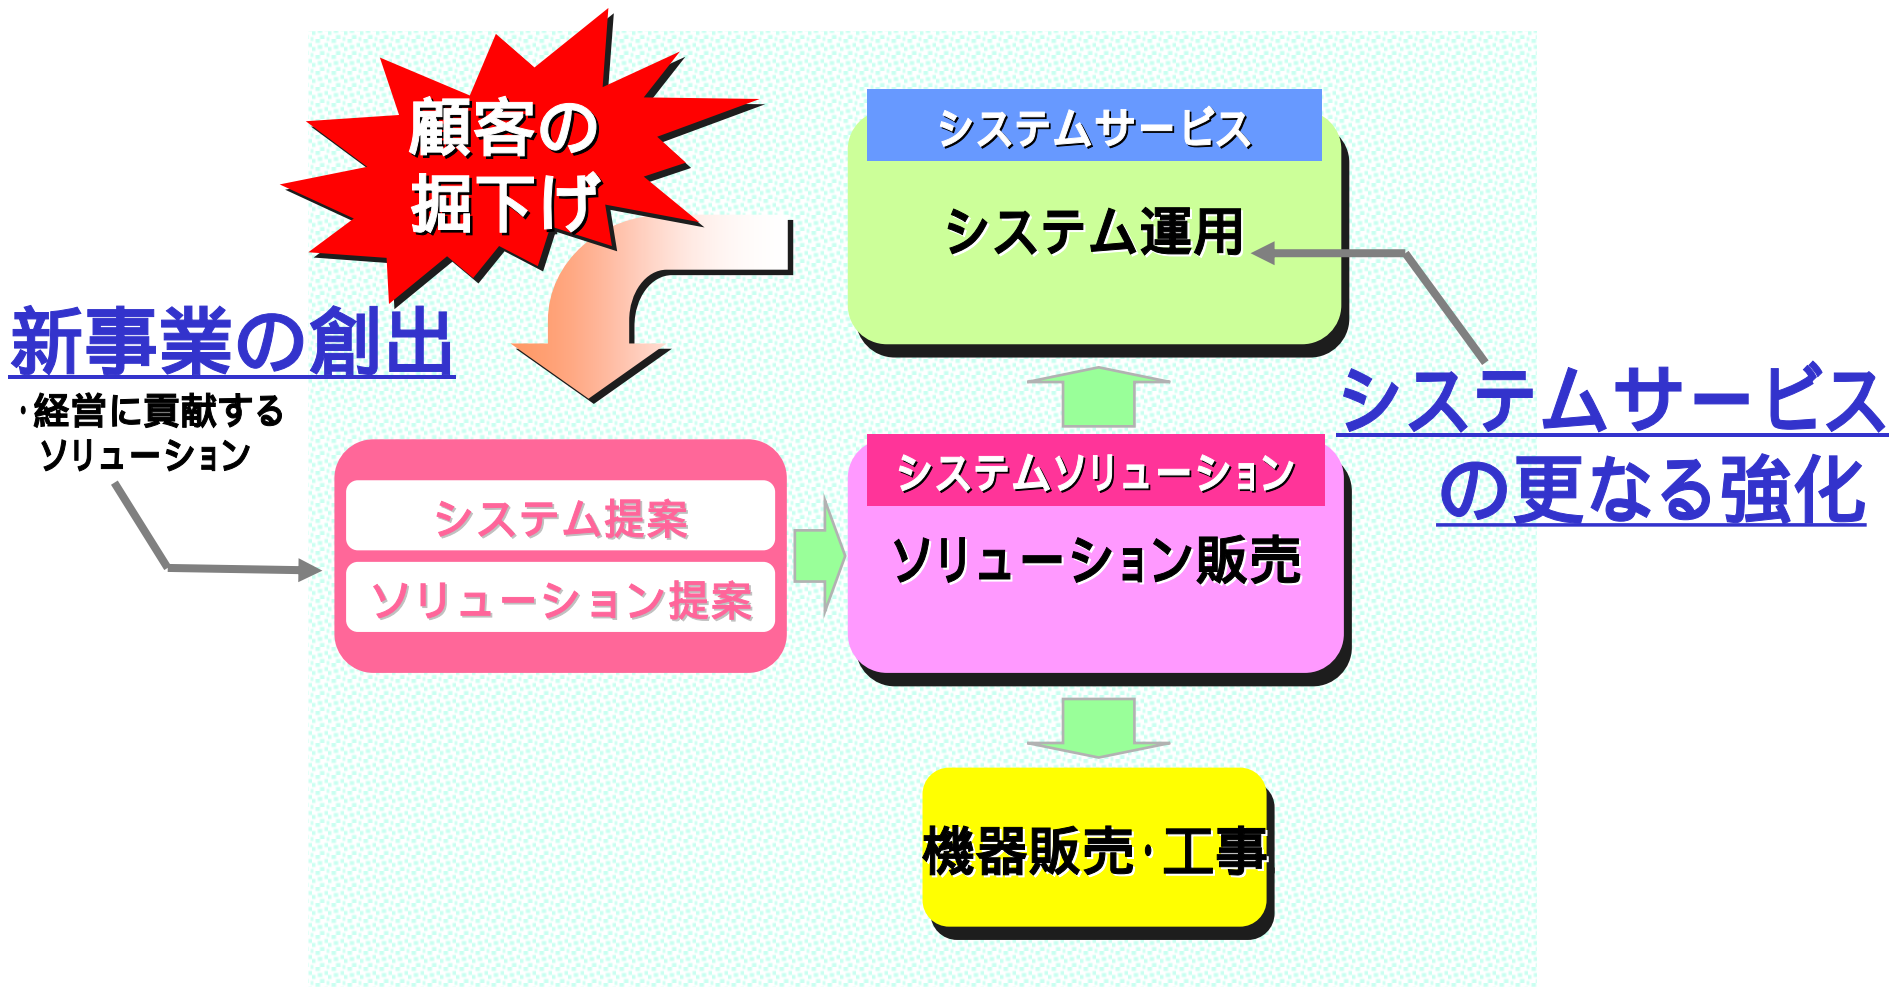 顧客の
掘下げ
システムサービス
システム運用
新事業の創出
・経営に貢献する
ソリューション
システムサービス
の更なる強化
システム提案
ソリューション提案
システムソリューション
ソリューション販売
機器販売・工事